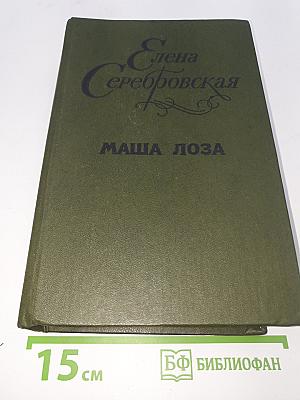 Елена
Серебровская
МАША ЛОЗА
15 см
БФ БИБЛИОФАН